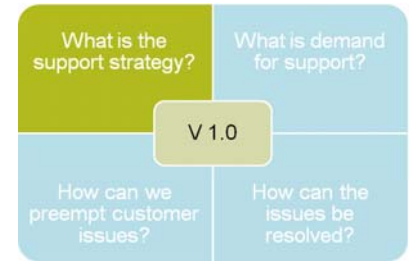 What is the
support strategy?
What is demand
for support?
V 1.0
How can we
preempt customer
issues?
How can the
issues be
resolved?